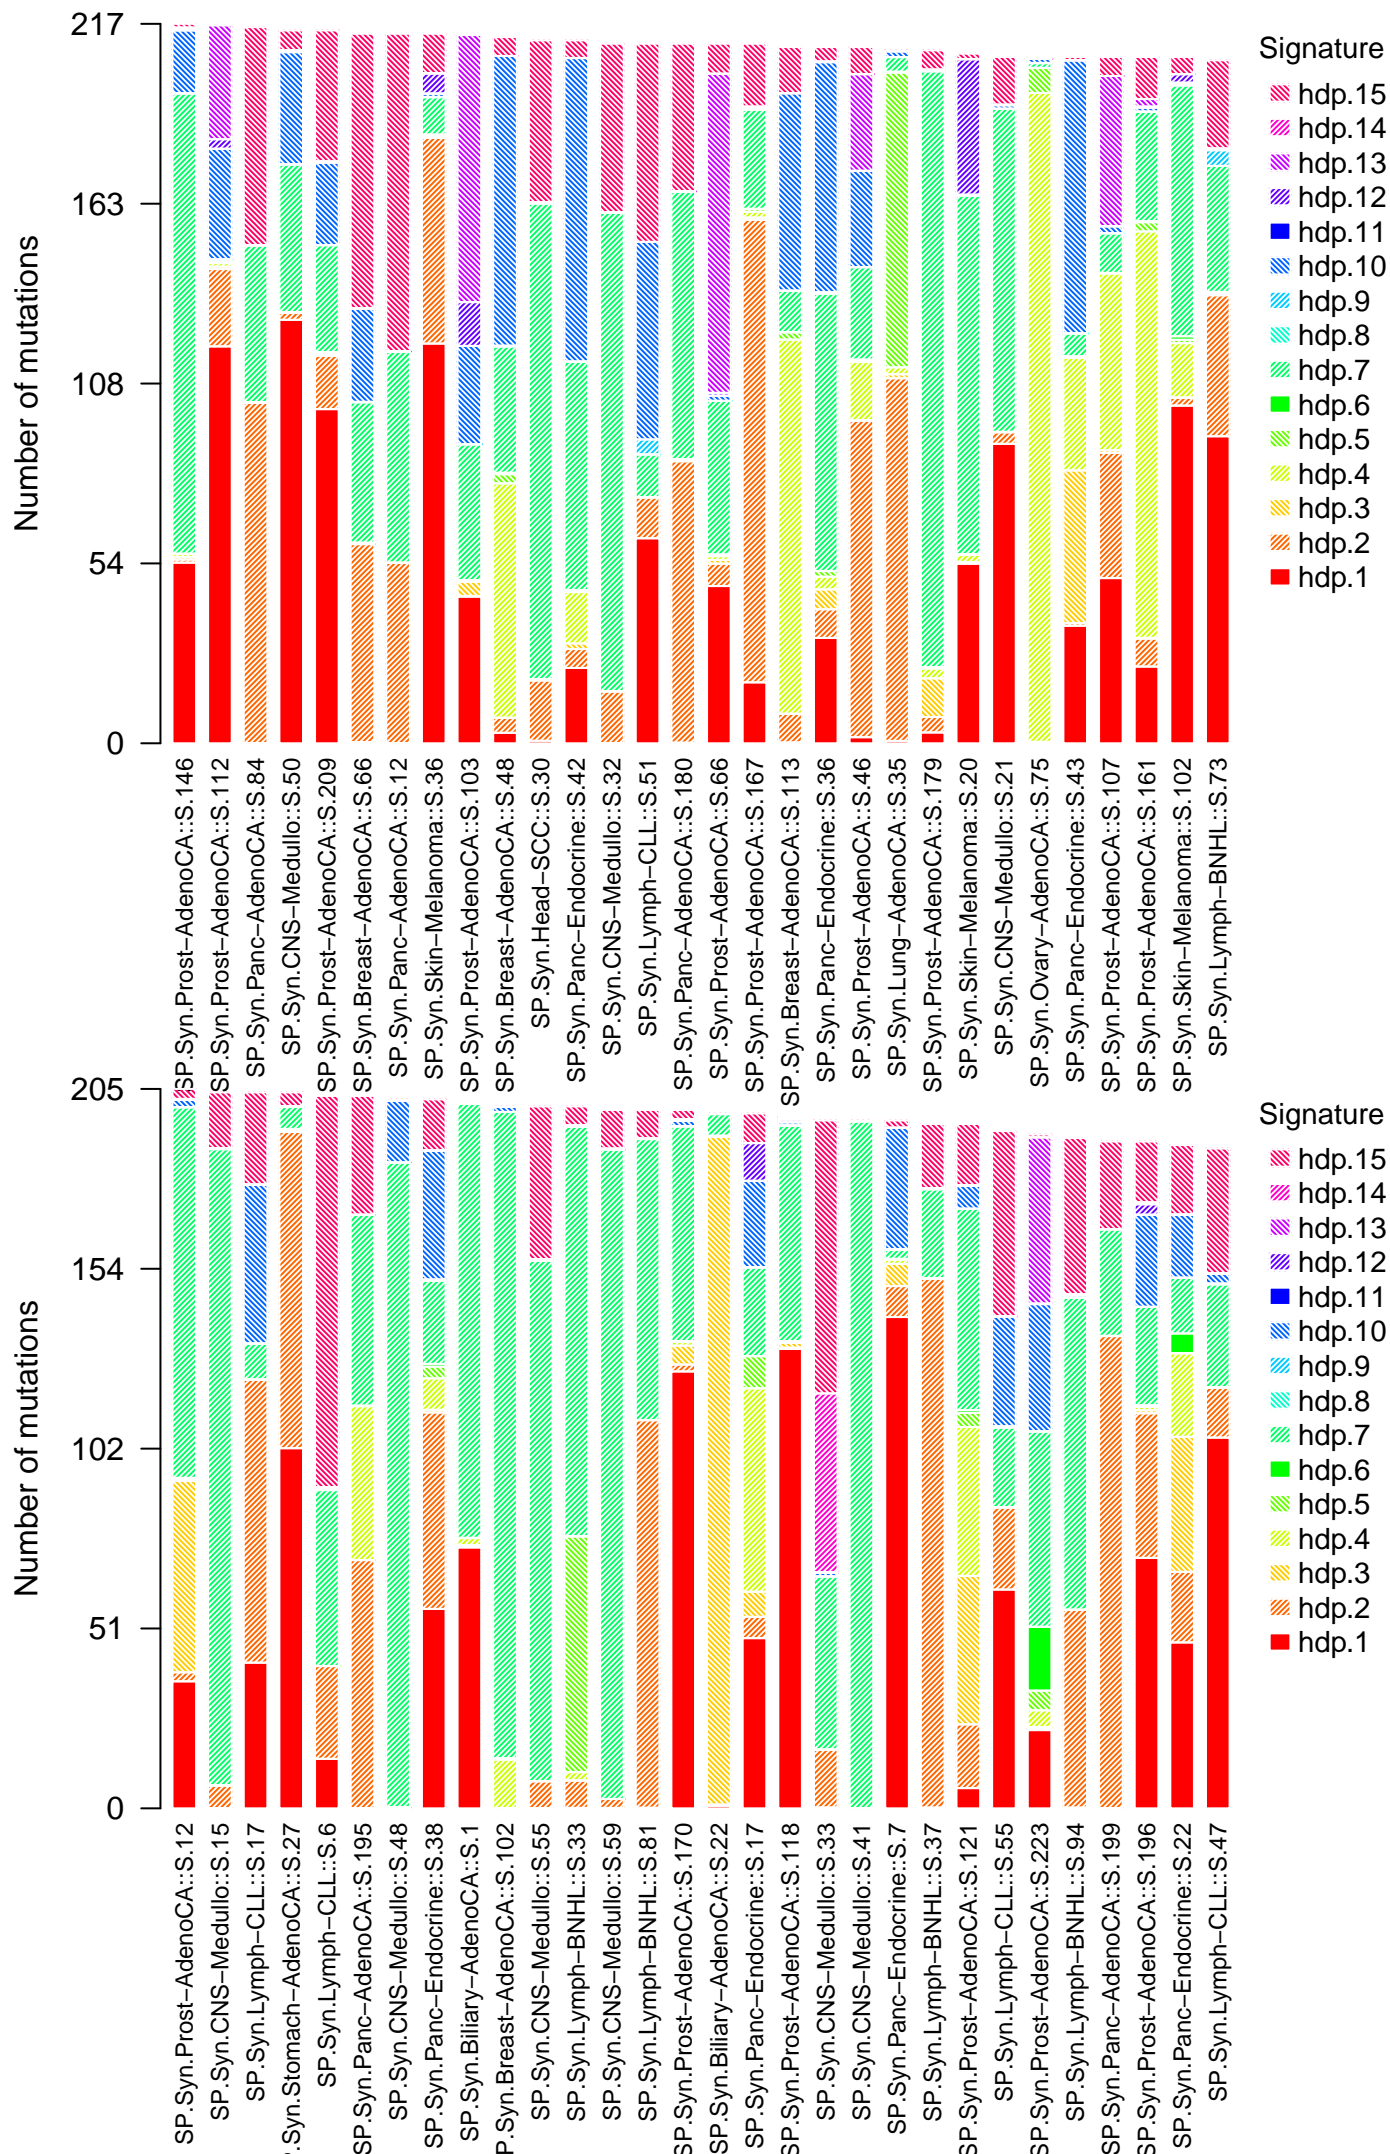 Number of mutations
217
163
108
54
0
Signature
hdp.15
hdp.14
hdp.13
hdp.12
hdp.11
hdp.10
hdp.9
hdp.8
hdp.7
hdp.6
hdp.5
hdp.4
hdp.3
hdp.2
hdp.1
SP.Syn.Prost−AdenoCA::S.146
SP.Syn.Prost−AdenoCA::S.112
SP.Syn.Panc−AdenoCA::S.84
SP.Syn.CNS−Medullo::S.50
SP.Syn.Prost−AdenoCA::S.209
SP.Syn.Breast−AdenoCA::S.66
SP.Syn.Panc−AdenoCA::S.12
SP.Syn.Skin−Melanoma::S.36
SP.Syn.Prost−AdenoCA::S.103
SP.Syn.Breast−AdenoCA::S.48
SP.Syn.Head−SCC::S.30
SP.Syn.Panc−Endocrine::S.42
SP.Syn.CNS−Medullo::S.32
SP.Syn.Lymph−CLL::S.51
SP.Syn.Panc−AdenoCA::S.180
SP.Syn.Prost−AdenoCA::S.66
SP.Syn.Prost−AdenoCA::S.167
SP.Syn.Breast−AdenoCA::S.113
SP.Syn.Panc−Endocrine::S.36
SP.Syn.Prost−AdenoCA::S.46
SP.Syn.Lung−AdenoCA::S.35
SP.Syn.Prost−AdenoCA::S.179
SP.Syn.Skin−Melanoma::S.20
SP.Syn.CNS−Medullo::S.21
SP.Syn.Ovary−AdenoCA::S.75
SP.Syn.Panc−Endocrine::S.43
SP.Syn.Prost−AdenoCA::S.107
SP.Syn.Prost−AdenoCA::S.161
SP.Syn.Skin−Melanoma::S.102
SP.Syn.Lymph−BNHL::S.73
Number of mutations
205
154
102
51
0
Signature
hdp.15
hdp.14
hdp.13
hdp.12
hdp.11
hdp.10
hdp.9
hdp.8
hdp.7
hdp.6
hdp.5
hdp.4
hdp.3
hdp.2
hdp.1
SP.Syn.Prost−AdenoCA::S.12
SP.Syn.CNS−Medullo::S.15
SP.Syn.Lymph−CLL::S.17
P.Syn.Stomach−AdenoCA::S.27
SP.Syn.Lymph−CLL::S.6
SP.Syn.Panc−AdenoCA::S.195
SP.Syn.CNS−Medullo::S.48
SP.Syn.Panc−Endocrine::S.38
SP.Syn.Biliary−AdenoCA::S.1
SP.Syn.Breast−AdenoCA::S.102
SP.Syn.CNS−Medullo::S.55
SP.Syn.Lymph−BNHL::S.33
SP.Syn.CNS−Medullo::S.59
SP.Syn.Lymph−BNHL::S.81
SP.Syn.Prost−AdenoCA::S.170
SP.Syn.Biliary−AdenoCA::S.22
SP.Syn.Panc−Endocrine::S.17
SP.Syn.Prost−AdenoCA::S.118
SP.Syn.CNS−Medullo::S.33
SP.Syn.CNS−Medullo::S.41
SP.Syn.Panc−Endocrine::S.7
SP.Syn.Lymph−BNHL::S.37
SP.Syn.Prost−AdenoCA::S.121
SP.Syn.Lymph−CLL::S.55
SP.Syn.Prost−AdenoCA::S.223
SP.Syn.Lymph−BNHL::S.94
SP.Syn.Panc−AdenoCA::S.199
SP.Syn.Prost−AdenoCA::S.196
SP.Syn.Panc−Endocrine::S.22
SP.Syn.Lymph−CLL::S.47